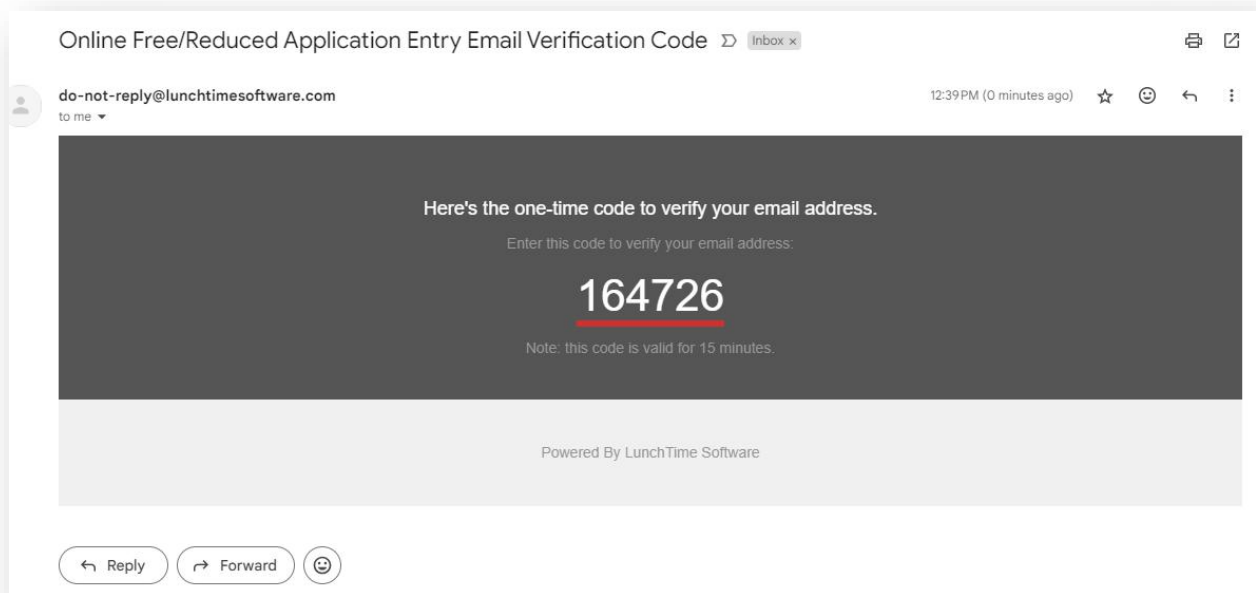 Online Free/Reduced Application Entry Email Verification Code Inbox x
do-not-reply@lunchtimesoftware.com 12:39 PM (0 minutes ago)
to me
Here's the one-time code to verify your email address.
Enter this code to verify your email address:
164726
Note: this code is valid for 15 minutes.
Powered By LunchTime Software
Reply Forward